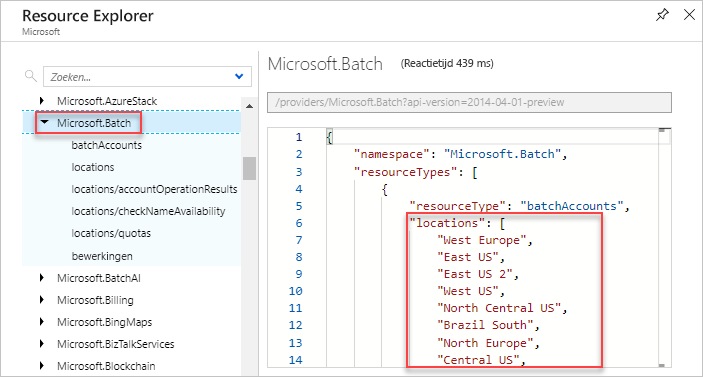 Resource Explorer
Microsoft
Zoeken...
Microsoft.AzureStack
Microsoft.Batch
batchAccounts
locations
locations/accountOperationResults
locations/checkNameAvailability
locations/quotas
bewerkingen
Microsoft.BatchAI
Microsoft.Billing
Microsoft.BingMaps
Microsoft.BizTalkServices
Microsoft.Blockchain
Microsoft.Batch (Reactietijd 439 ms)
/providers/Microsoft.Batch?api-version=2014-04-01-preview
1 {
2 "namespace": "Microsoft.Batch",
3 "resourceTypes": [
4 {
5 "resourceType": "batchAccounts",
6 "locations": [
7 "West Europe",
8 "East US",
9 "East US 2",
10 "West US",
11 "North Central US",
12 "Brazil South",
13 "North Europe",
14 "Central US",